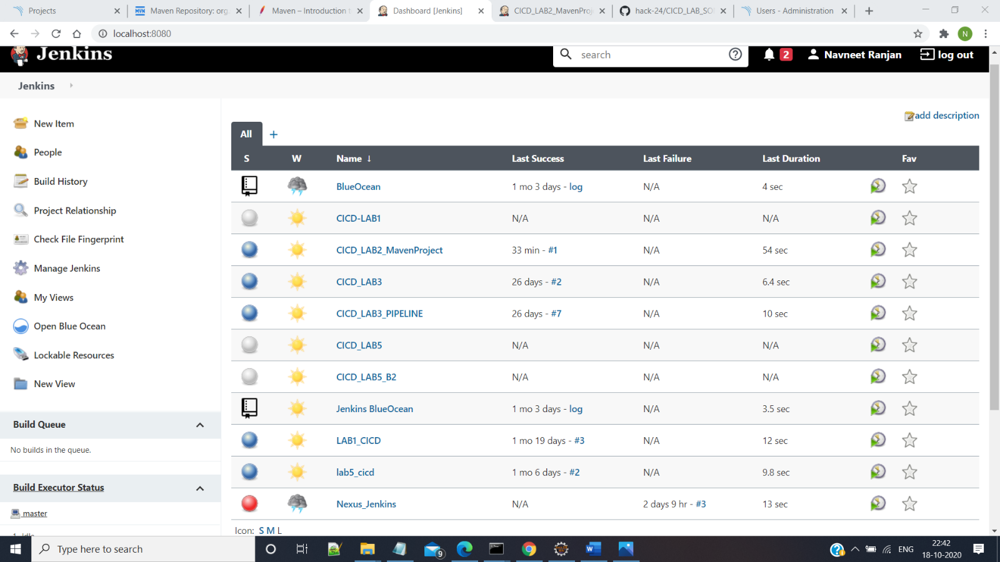 Projects
Maven Repository: org.
Maven – Introduction t
Dashboard [Jenkins]
CICD_LAB2_MavenProj
hack-24/CICD_LAB_SO
Users - Administration
localhost:8080
N
Jenkins
search
2
Navneet Ranjan
log out
Jenkins
New Item
People
Build History
Project Relationship
Check File Fingerprint
Manage Jenkins
My Views
Open Blue Ocean
Lockable Resources
New View
Build Queue
No builds in the queue.
Build Executor Status
master
1 Idle
add description
All +
S W Name ↓ Last Success Last Failure Last Duration Fav
BlueOcean 1 mo 3 days - log N/A 4 sec
CICD-LAB1 N/A N/A N/A
CICD_LAB2_MavenProject 33 min - #1 N/A 54 sec
CICD_LAB3 26 days - #2 N/A 6.4 sec
CICD_LAB3_PIPELINE 26 days - #7 N/A 10 sec
CICD_LAB5 N/A N/A N/A
CICD_LAB5_B2 N/A N/A N/A
Jenkins BlueOcean 1 mo 3 days - log N/A 3.5 sec
LAB1_CICD 1 mo 19 days - #3 N/A 12 sec
lab5_cicd 1 mo 6 days - #2 N/A 9.8 sec
Nexus_Jenkins N/A 2 days 9 hr - #3 13 sec
Icon: S M L
Type here to search
9
ENG
22:42
18-10-2020